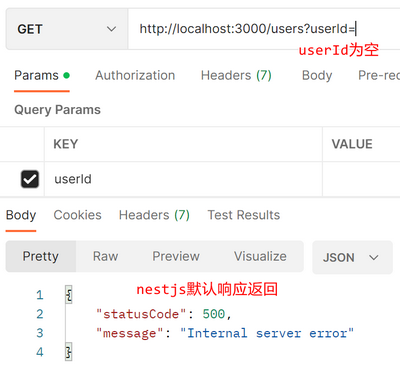 GET http://localhost:3000/users?userId=
userId为空
Params Authorization Headers (7) Body Pre-req
Query Params
KEY VALUE
userId
Body Cookies Headers (7) Test Results
Pretty Raw Preview Visualize JSON
nestjs默认响应返回
1 {
2 "statusCode": 500,
3 "message": "Internal server error"
4 }